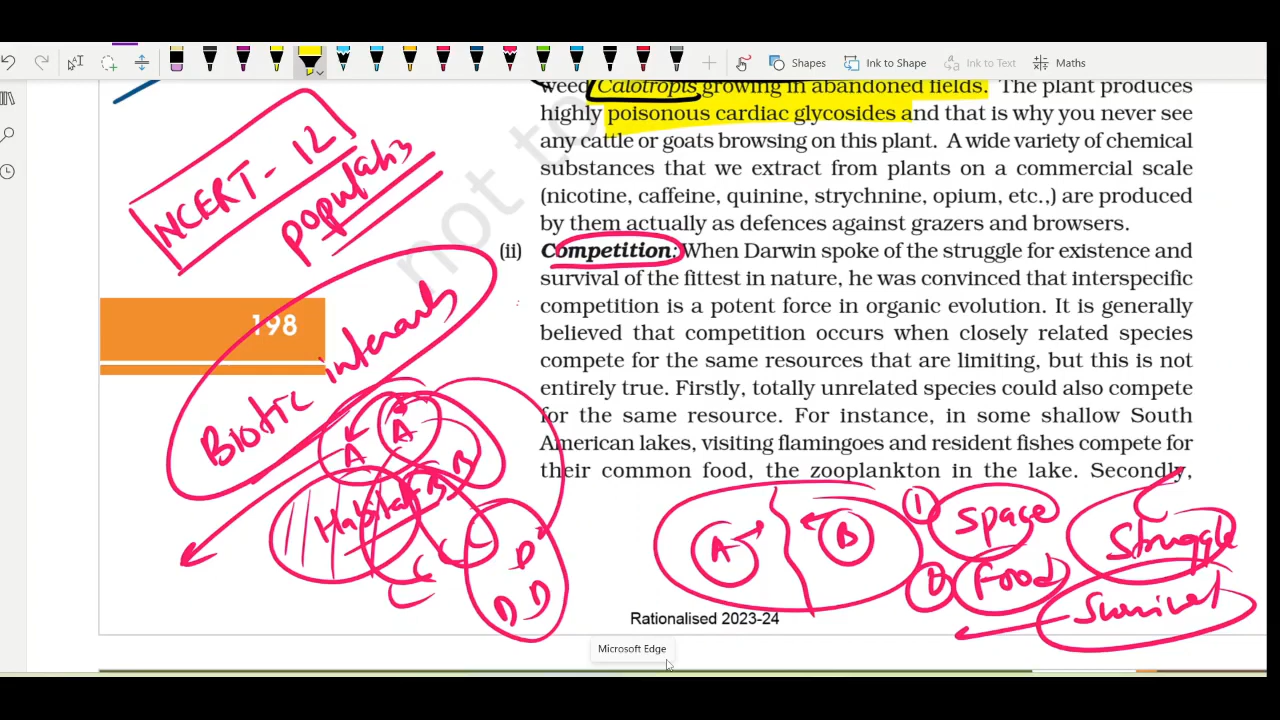 Shapes Ink to Shape Ink to Text Maths
weed Calotropis growing in abandoned fields. The plant produces
highly poisonous cardiac glycosides and that is why you never see
any cattle or goats browsing on this plant. A wide variety of chemical
substances that we extract from plants on a commercial scale
(nicotine, caffeine, quinine, strychnine, opium, etc.,) are produced
by them actually as defences against grazers and browsers.
(ii) Competition: When Darwin spoke of the struggle for existence and
survival of the fittest in nature, he was convinced that interspecific
competition is a potent force in organic evolution. It is generally
believed that competition occurs when closely related species
compete for the same resources that are limiting, but this is not
entirely true. Firstly, totally unrelated species could also compete
for the same resource. For instance, in some shallow South
American lakes, visiting flamingoes and resident fishes compete for
their common food, the zooplankton in the lake. Secondly,
NCERT-12
not to
198
Biotic
A A
B
Habitat B
C C
C
D
D D
A B
① Space
Food
Struggle
Survival
Rationalised 2023-24
Microsoft Edge